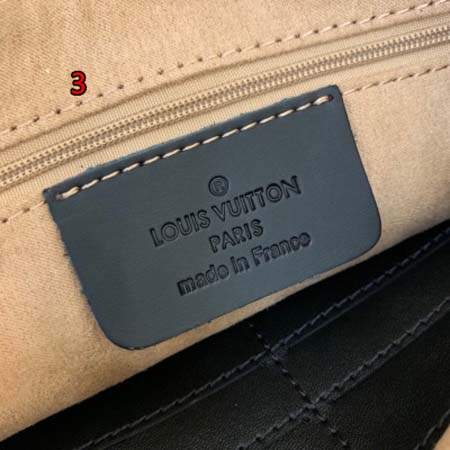 3
®
LOUIS VUITTON
PARIS
made in France